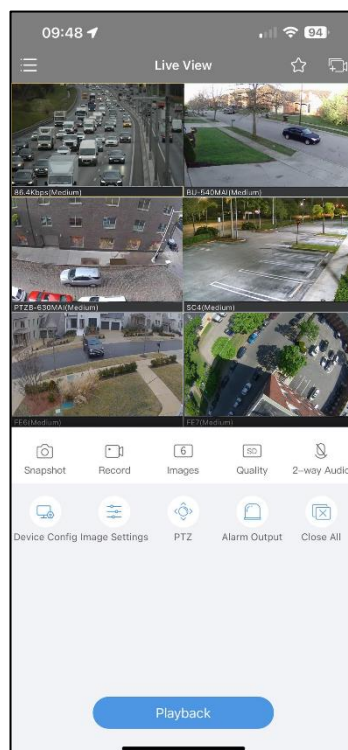 09:48
94
Live View
86.4Kbps(Medium)
BU-540MAI(Medium)
PTZB-630MAI(Medium)
SC4(Medium)
FE6(Medium)
FE7(Medium)
6
SD
Snapshot
Record
Images
Quality
2-way Audio
Device Config
Image Settings
PTZ
Alarm Output
Close All
Playback